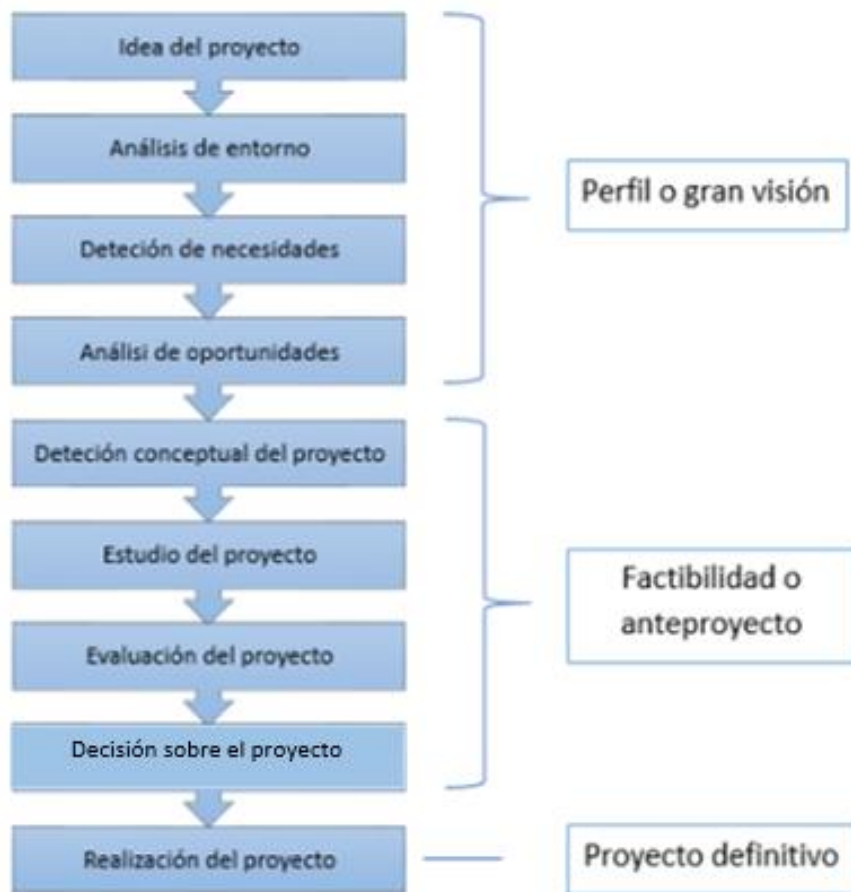 Idea del proyecto
Análisis de entorno
Deteción de necesidades
Análisi de oportunidades
Perfil o gran visión
Deteción conceptual del proyecto
Estudio del proyecto
Evaluación del proyecto
Decisión sobre el proyecto
Factibilidad o
anteproyecto
Realización del proyecto
Proyecto definitivo